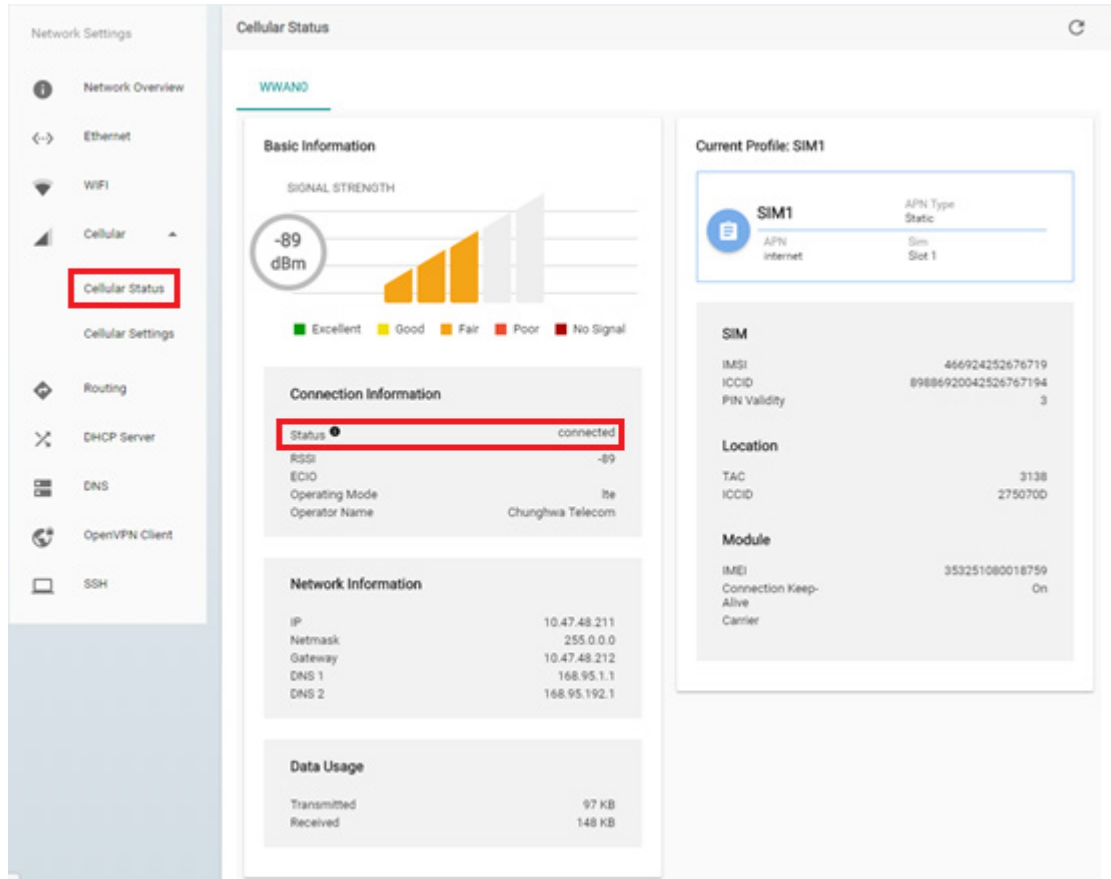 Network Settings
Network Overview
Ethernet
WIFI
Cellular
Cellular Status
Cellular Settings
Routing
DHCP Server
DNS
OpenVPN Client
SSH
Cellular Status
WWAN0
Basic Information
SIGNAL STRENGTH
-89
dBm
Excellent Good Fair Poor No Signal
Connection Information
Status connected
RSSI -89
ECIO
Operating Mode lte
Operator Name Chunghwa Telecom
Network Information
IP 10.47.48.211
Netmask 255.0.0.0
Gateway 10.47.48.212
DNS 1 168.95.1.1
DNS 2 168.95.192.1
Data Usage
Transmitted 97 KB
Received 148 KB
Current Profile: SIM1
SIM1
APN Type
Static
APN
internet
Sim
Slot 1
SIM
IMSI 466924252676719
ICCID 89886920042526767194
PIN Validity 3
Location
TAC 3138
ICCID 275070D
Module
IMEI 353251080018759
Connection Keep-
Alive
On
Carrier